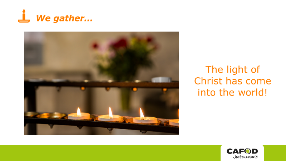 We gather...
The light of
Christ has come
into the world!
CAFOD